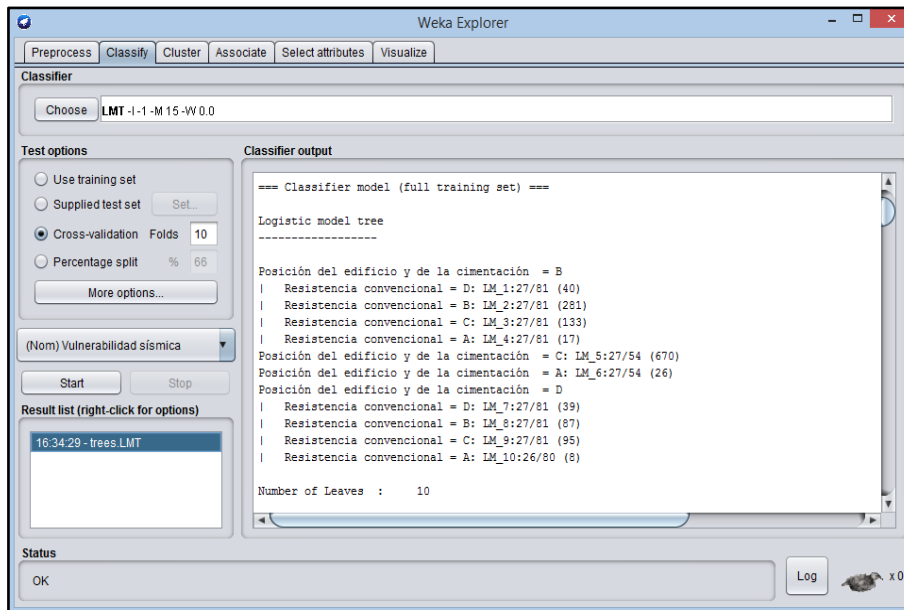 Weka Explorer
Preprocess Classify Cluster Associate Select attributes Visualize
Classifier
Choose LMT -I -1 -M 15 -W 0.0
Test options
Use training set
Supplied test set Set...
Cross-validation Folds 10
Percentage split % 66
More options...
(Nom) Vulnerabilidad sísmica
Start Stop
Result list (right-click for options)
16:34:29 - trees.LMT
Classifier output
=== Classifier model (full training set) ===
Logistic model tree
------------------
Posición del edificio y de la cimentación = B
| Resistencia convencional = D: LM_1:27/81 (40)
| Resistencia convencional = B: LM_2:27/81 (281)
| Resistencia convencional = C: LM_3:27/81 (133)
| Resistencia convencional = A: LM_4:27/81 (17)
Posición del edificio y de la cimentación = C: LM_5:27/54 (670)
Posición del edificio y de la cimentación = A: LM_6:27/54 (26)
Posición del edificio y de la cimentación = D
| Resistencia convencional = D: LM_7:27/81 (39)
| Resistencia convencional = B: LM_8:27/81 (87)
| Resistencia convencional = C: LM_9:27/81 (95)
| Resistencia convencional = A: LM_10:26/80 (8)
Number of Leaves : 10
Status
OK
Log
x 0